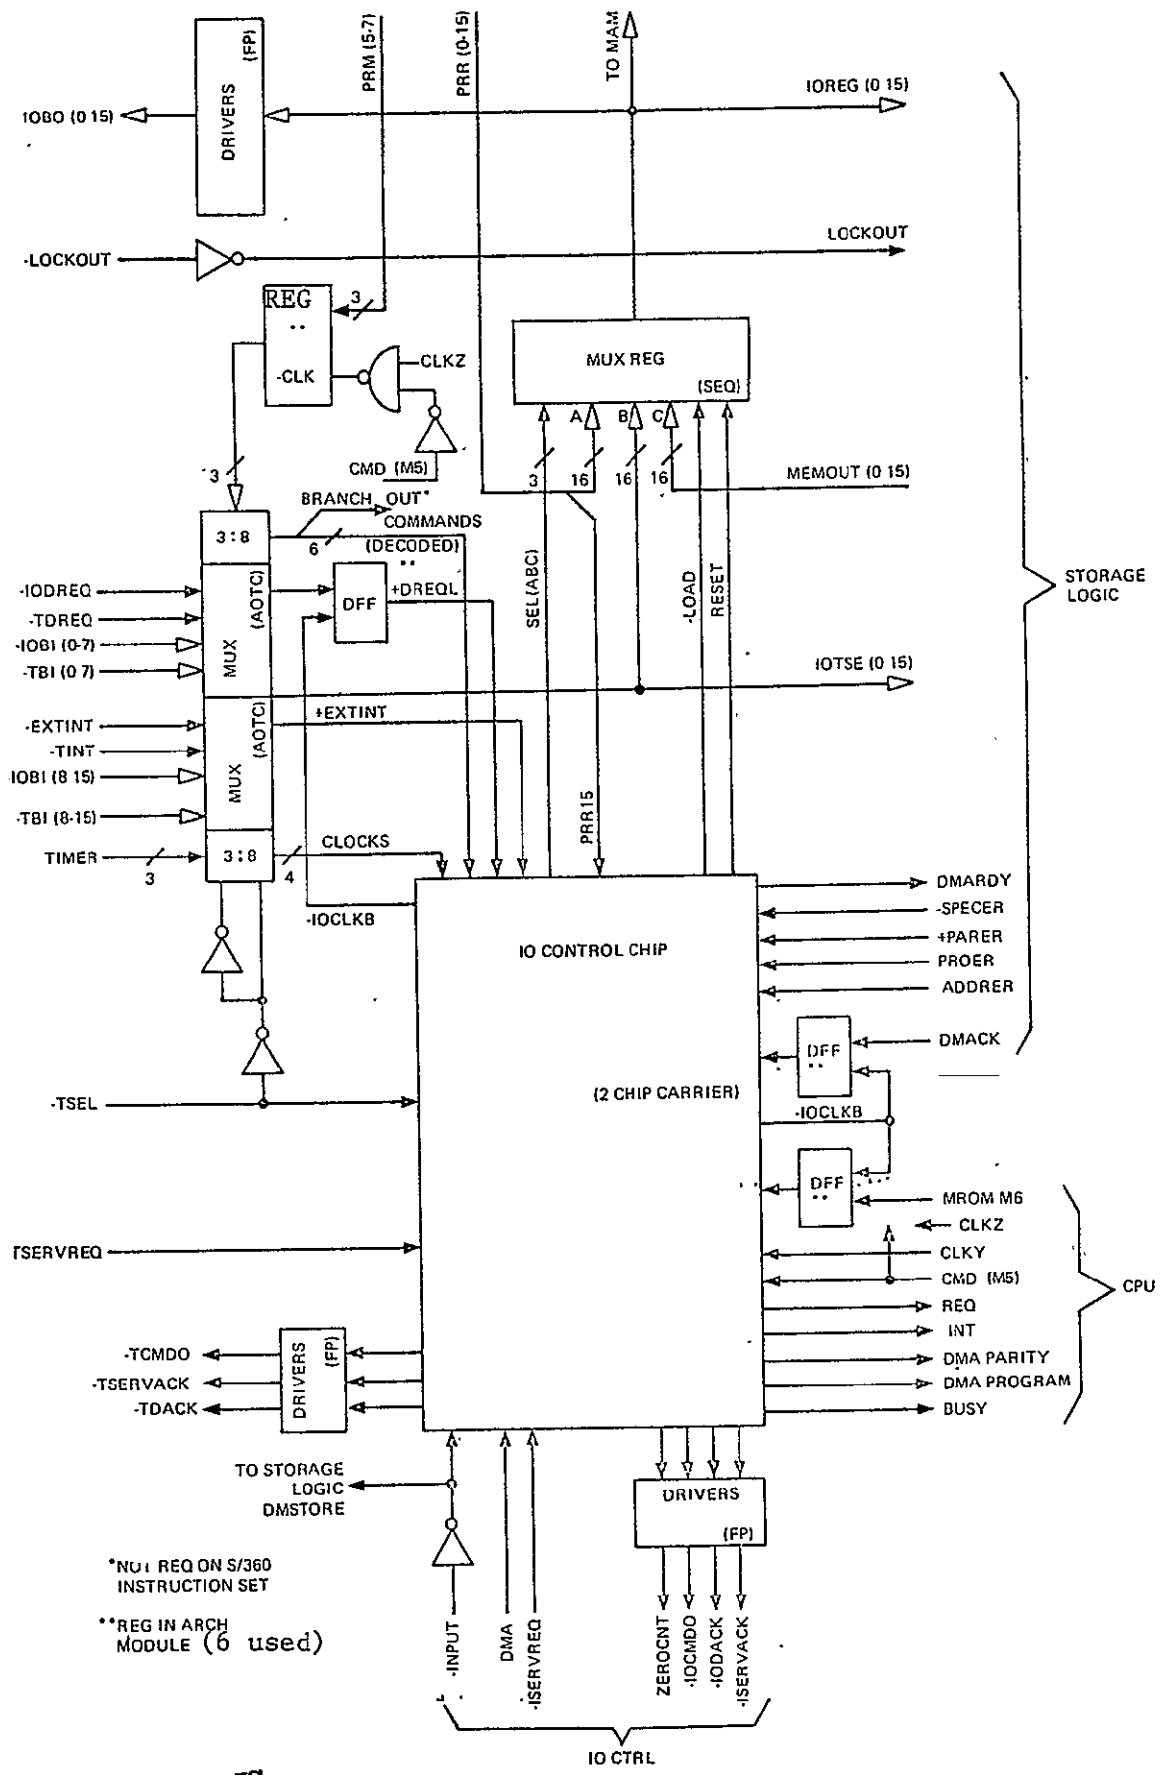 PRM (5-7)
PRR (0-15)
TO MAM
(FP)
DRIVERS
IOBO (0 15)
IOREG (0 15)
-LOCKOUT
LOCKOUT
REG
..
-CLK
3
CLKZ
CMD (M5)
MUX REG
(SEQ)
A
B
C
3
16
16
16
MEMOUT (0 15)
3
BRANCH OUT*
6
COMMANDS
(DECODED)
3:8
-IODREQ
-TDREQ
-IOBI (0-7)
-TBI (0 7)
MUX
(AOTC)
..
DFF
+DREQL
SEL(ABC)
-LOAD
RESET
STORAGE
LOGIC
IOTSE (0 15)
-EXTINT
-TINT
IOBI (8 15)
-TBI (8-15)
MUX
(AOTC)
+EXTINT
PRR15
TIMER
3
3:8
CLOCKS
4
-IOCLKB
IO CONTROL CHIP
(2 CHIP CARRIER)
DMARDY
-SPECER
+PARER
PROER
ADDRER
DMACK
DFF
..
-TSEL
-IOCLKB
DFF
..
MROM M6
CLKZ
TSERVREQ
CLKY
CMD (M5)
CPU
REQ
INT
DMA PARITY
DMA PROGRAM
BUSY
-TCMDO
-TSERVACK
-TDACK
DRIVERS
(FP)
TO STORAGE
LOGIC
DMSTORE
DRIVERS
(FP)
*NOT REQ ON S/360
INSTRUCTION SET
**REG IN ARCH
MODULE (6 used)
-INPUT
DMA
-ISERVREQ
ZEROCNT
-IOCMDO
-IODACK
-ISERVACK
IO CTRL